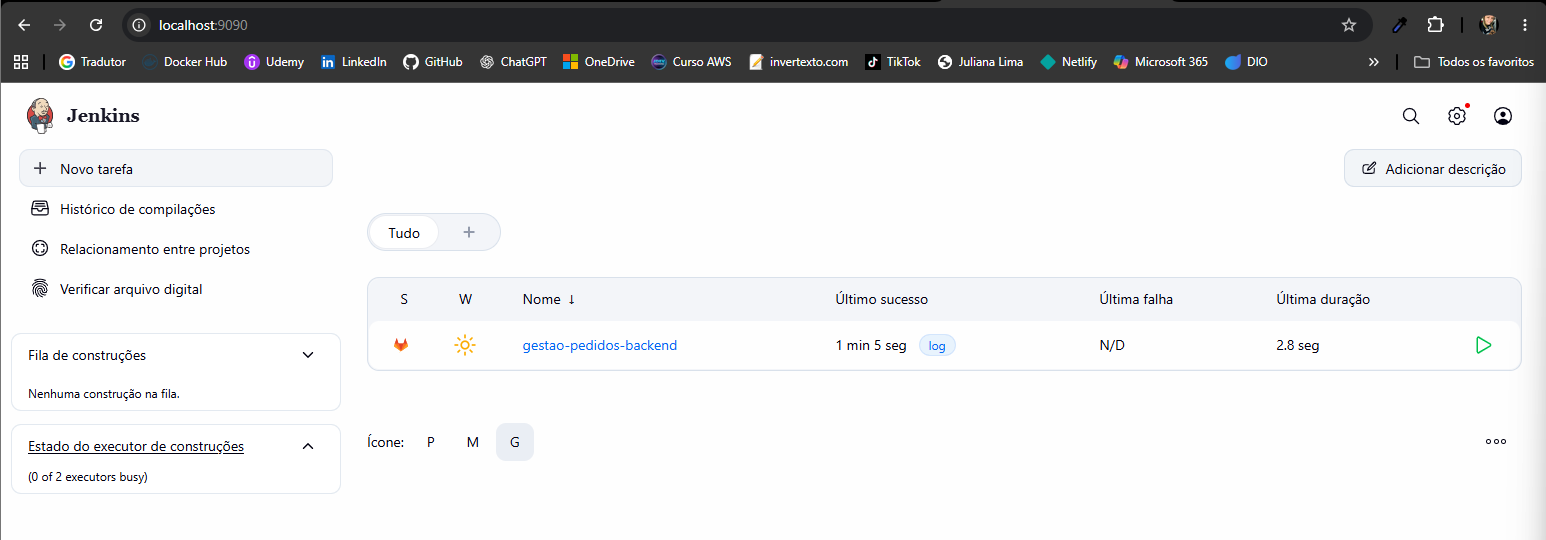 localhost:9090
Tradutor Docker Hub Udemy LinkedIn GitHub ChatGPT OneDrive Curso AWS invertexto.com TikTok Juliana Lima Netlify Microsoft 365 DIO » Todos os favoritos
Jenkins
Novo tarefa
Adicionar descrição
Histórico de compilações
Tudo +
Relacionamento entre projetos
Verificar arquivo digital
S W Nome ↓ Último sucesso Última falha Última duração
gestao-pedidos-backend 1 min 5 seg log N/D 2.8 seg
Fila de construções
Nenhuma construção na fila.
Estado do executor de construções
(0 of 2 executors busy)
Ícone: P M G